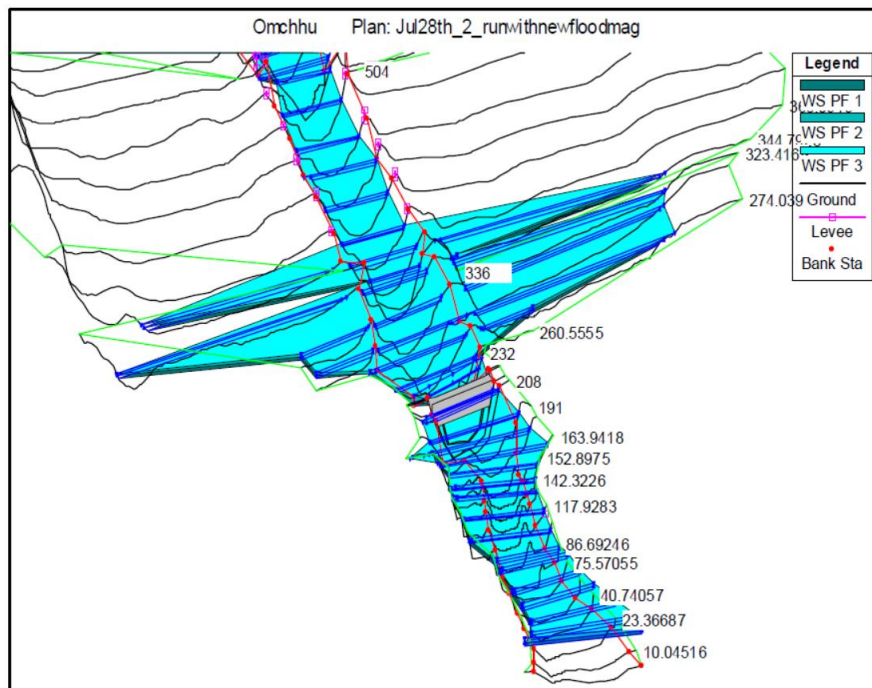 Omchhu Plan: Jul28th_2_runwithnewfloodmag
Legend
WS PF 1
WS PF 2
WS PF 3
Ground
Levee
Bank Sta
504
323.416
274.039
336
260.5555
232
208
191
163.9418
152.8975
142.3226
117.9283
86.69246
75.57055
40.74057
23.36687
10.04516